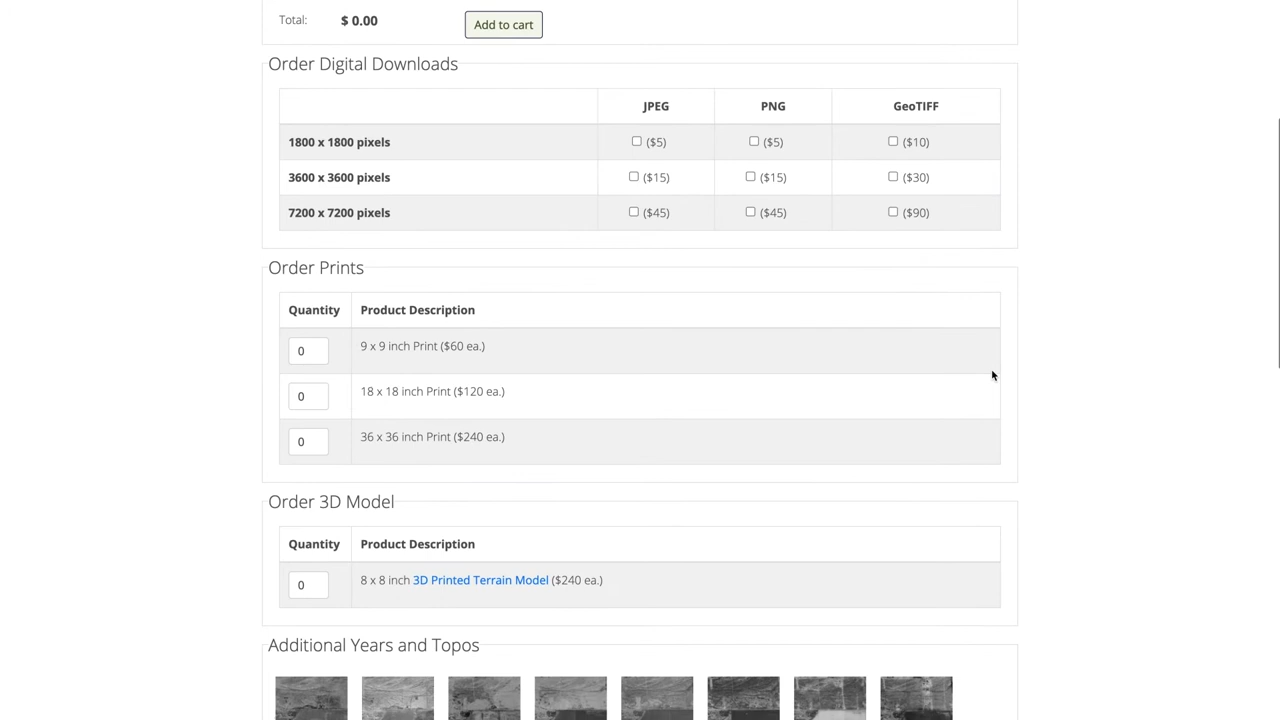 Total: $ 0.00 Add to cart
Order Digital Downloads
JPEG PNG GeoTIFF
1800 x 1800 pixels ($5) ($5) ($10)
3600 x 3600 pixels ($15) ($15) ($30)
7200 x 7200 pixels ($45) ($45) ($90)
Order Prints
Quantity Product Description
0 9 x 9 inch Print ($60 ea.)
0 18 x 18 inch Print ($120 ea.)
0 36 x 36 inch Print ($240 ea.)
Order 3D Model
Quantity Product Description
0 8 x 8 inch 3D Printed Terrain Model ($240 ea.)
Additional Years and Topos